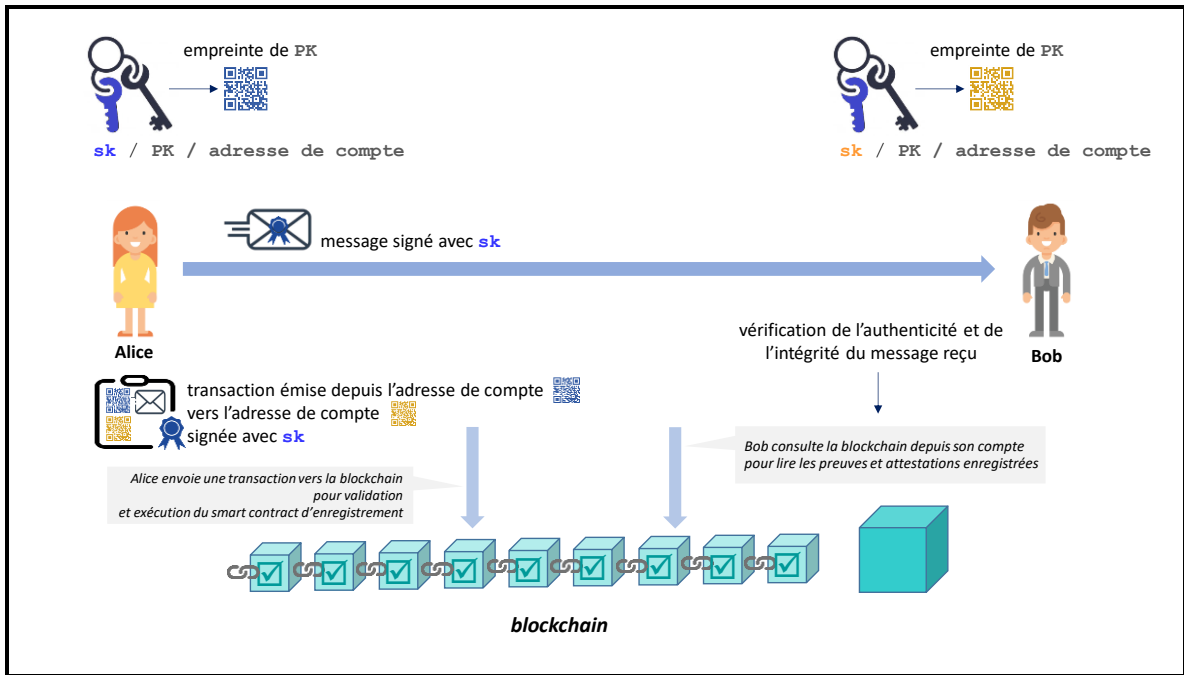 empreinte de PK
empreinte de PK
sk / PK / adresse de compte
sk / PK / adresse de compte
message signé avec sk
Alice
vérification de l'authenticité et de
l'intégrité du message reçu
Bob
transaction émise depuis l'adresse de compte
vers l'adresse de compte
signée avec sk
Bob consulte la blockchain depuis son compte
pour lire les preuves et attestations enregistrées
Alice envoie une transaction vers la blockchain
pour validation
et exécution du smart contract d'enregistrement
blockchain